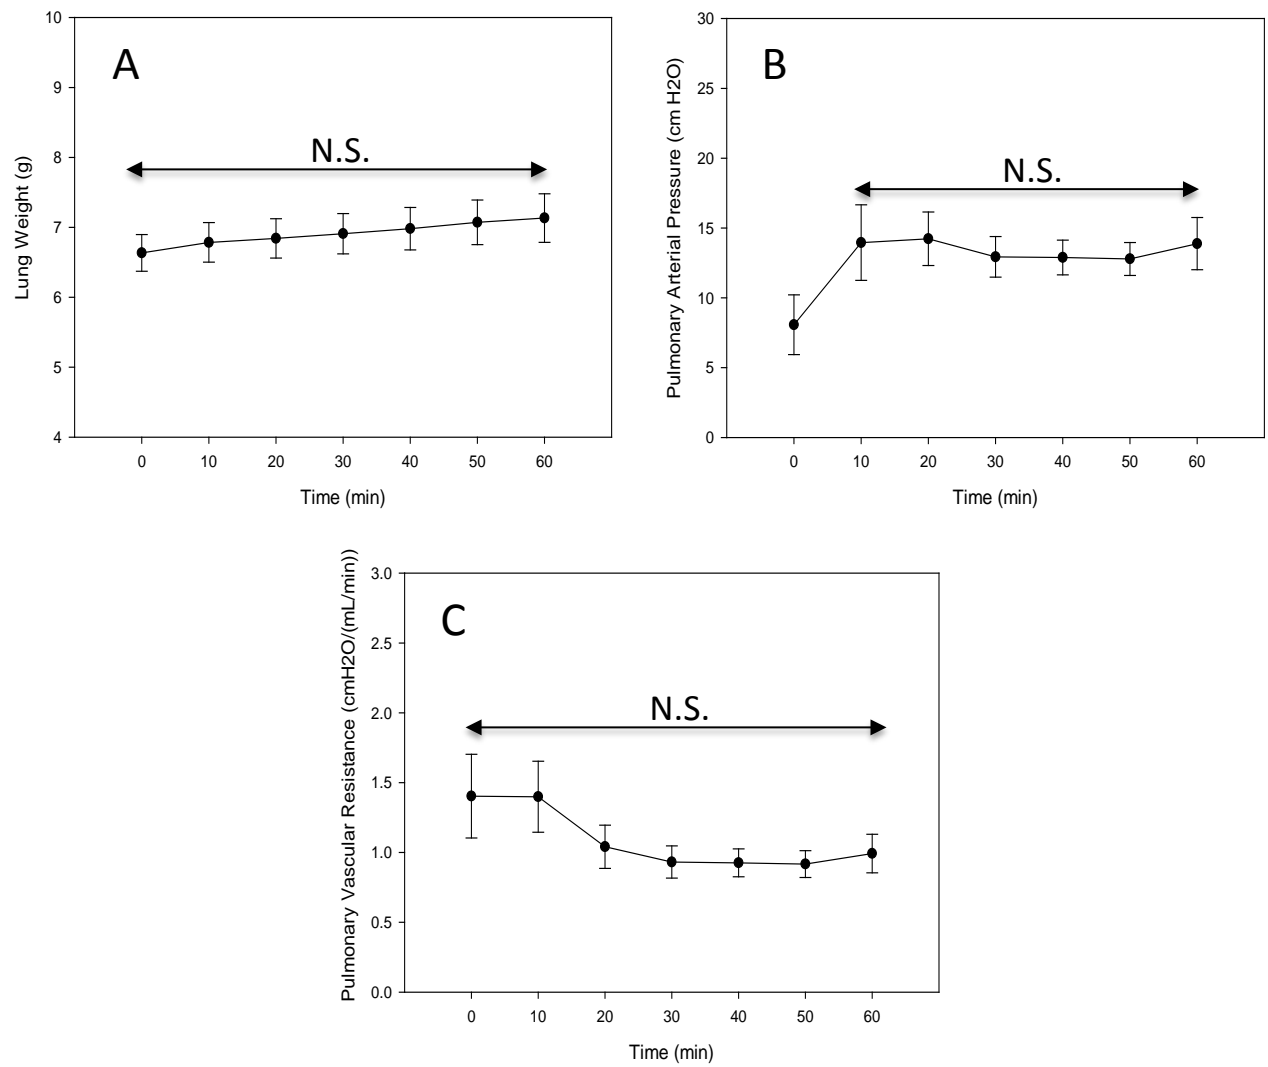 A
N.S.
Lung Weight (g)
10
9
8
7
6
5
4
0 10 20 30 40 50 60
Time (min)
B
N.S.
Pulmonary Arterial Pressure (cm H2O)
30
25
20
15
10
5
0
0 10 20 30 40 50 60
Time (min)
C
N.S.
Pulmonary Vascular Resistance (cmH2O/(mL/min))
3.0
2.5
2.0
1.5
1.0
0.5
0.0
0 10 20 30 40 50 60
Time (min)